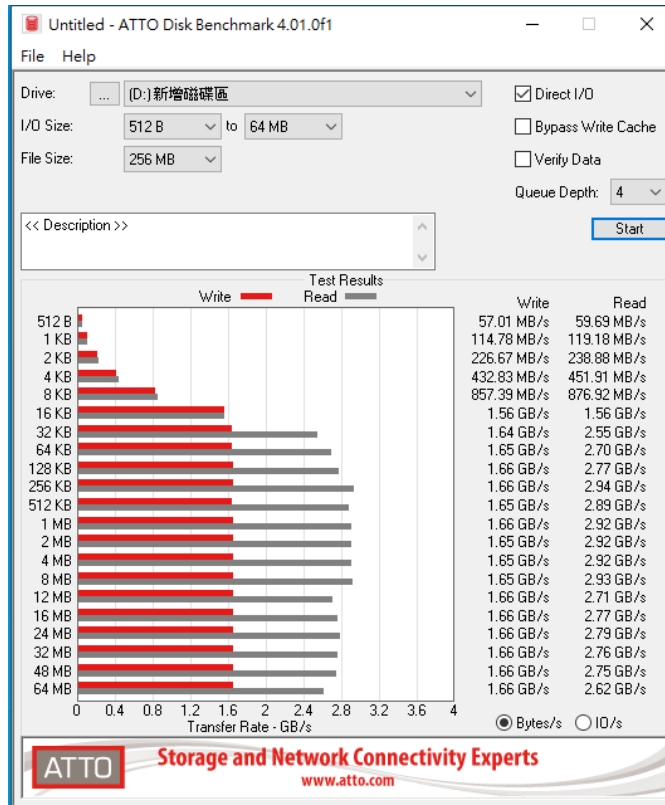 Untitled - ATTO Disk Benchmark 4.01.0f1
File Help
Drive: ... (D:)新增磁碟區
Direct I/O
I/O Size: 512 B to 64 MB
Bypass Write Cache
File Size: 256 MB
Verify Data
Queue Depth: 4
<< Description >>
Start
Test Results
Write Read
Write Read
512 B 57.01 MB/s 59.69 MB/s
1 KB 114.78 MB/s 119.18 MB/s
2 KB 226.67 MB/s 238.88 MB/s
4 KB 432.83 MB/s 451.91 MB/s
8 KB 857.39 MB/s 876.92 MB/s
16 KB 1.56 GB/s 1.56 GB/s
32 KB 1.64 GB/s 2.55 GB/s
64 KB 1.65 GB/s 2.70 GB/s
128 KB 1.66 GB/s 2.77 GB/s
256 KB 1.66 GB/s 2.94 GB/s
512 KB 1.65 GB/s 2.89 GB/s
1 MB 1.66 GB/s 2.92 GB/s
2 MB 1.65 GB/s 2.92 GB/s
4 MB 1.65 GB/s 2.92 GB/s
8 MB 1.65 GB/s 2.93 GB/s
12 MB 1.66 GB/s 2.71 GB/s
16 MB 1.66 GB/s 2.77 GB/s
24 MB 1.66 GB/s 2.79 GB/s
32 MB 1.66 GB/s 2.76 GB/s
48 MB 1.66 GB/s 2.75 GB/s
64 MB 1.66 GB/s 2.62 GB/s
0 0.4 0.8 1.2 1.6 2 2.4 2.8 3.2 3.6 4
Transfer Rate - GB/s
Bytes/s IO/s
ATTO
Storage and Network Connectivity Experts
www.atto.com